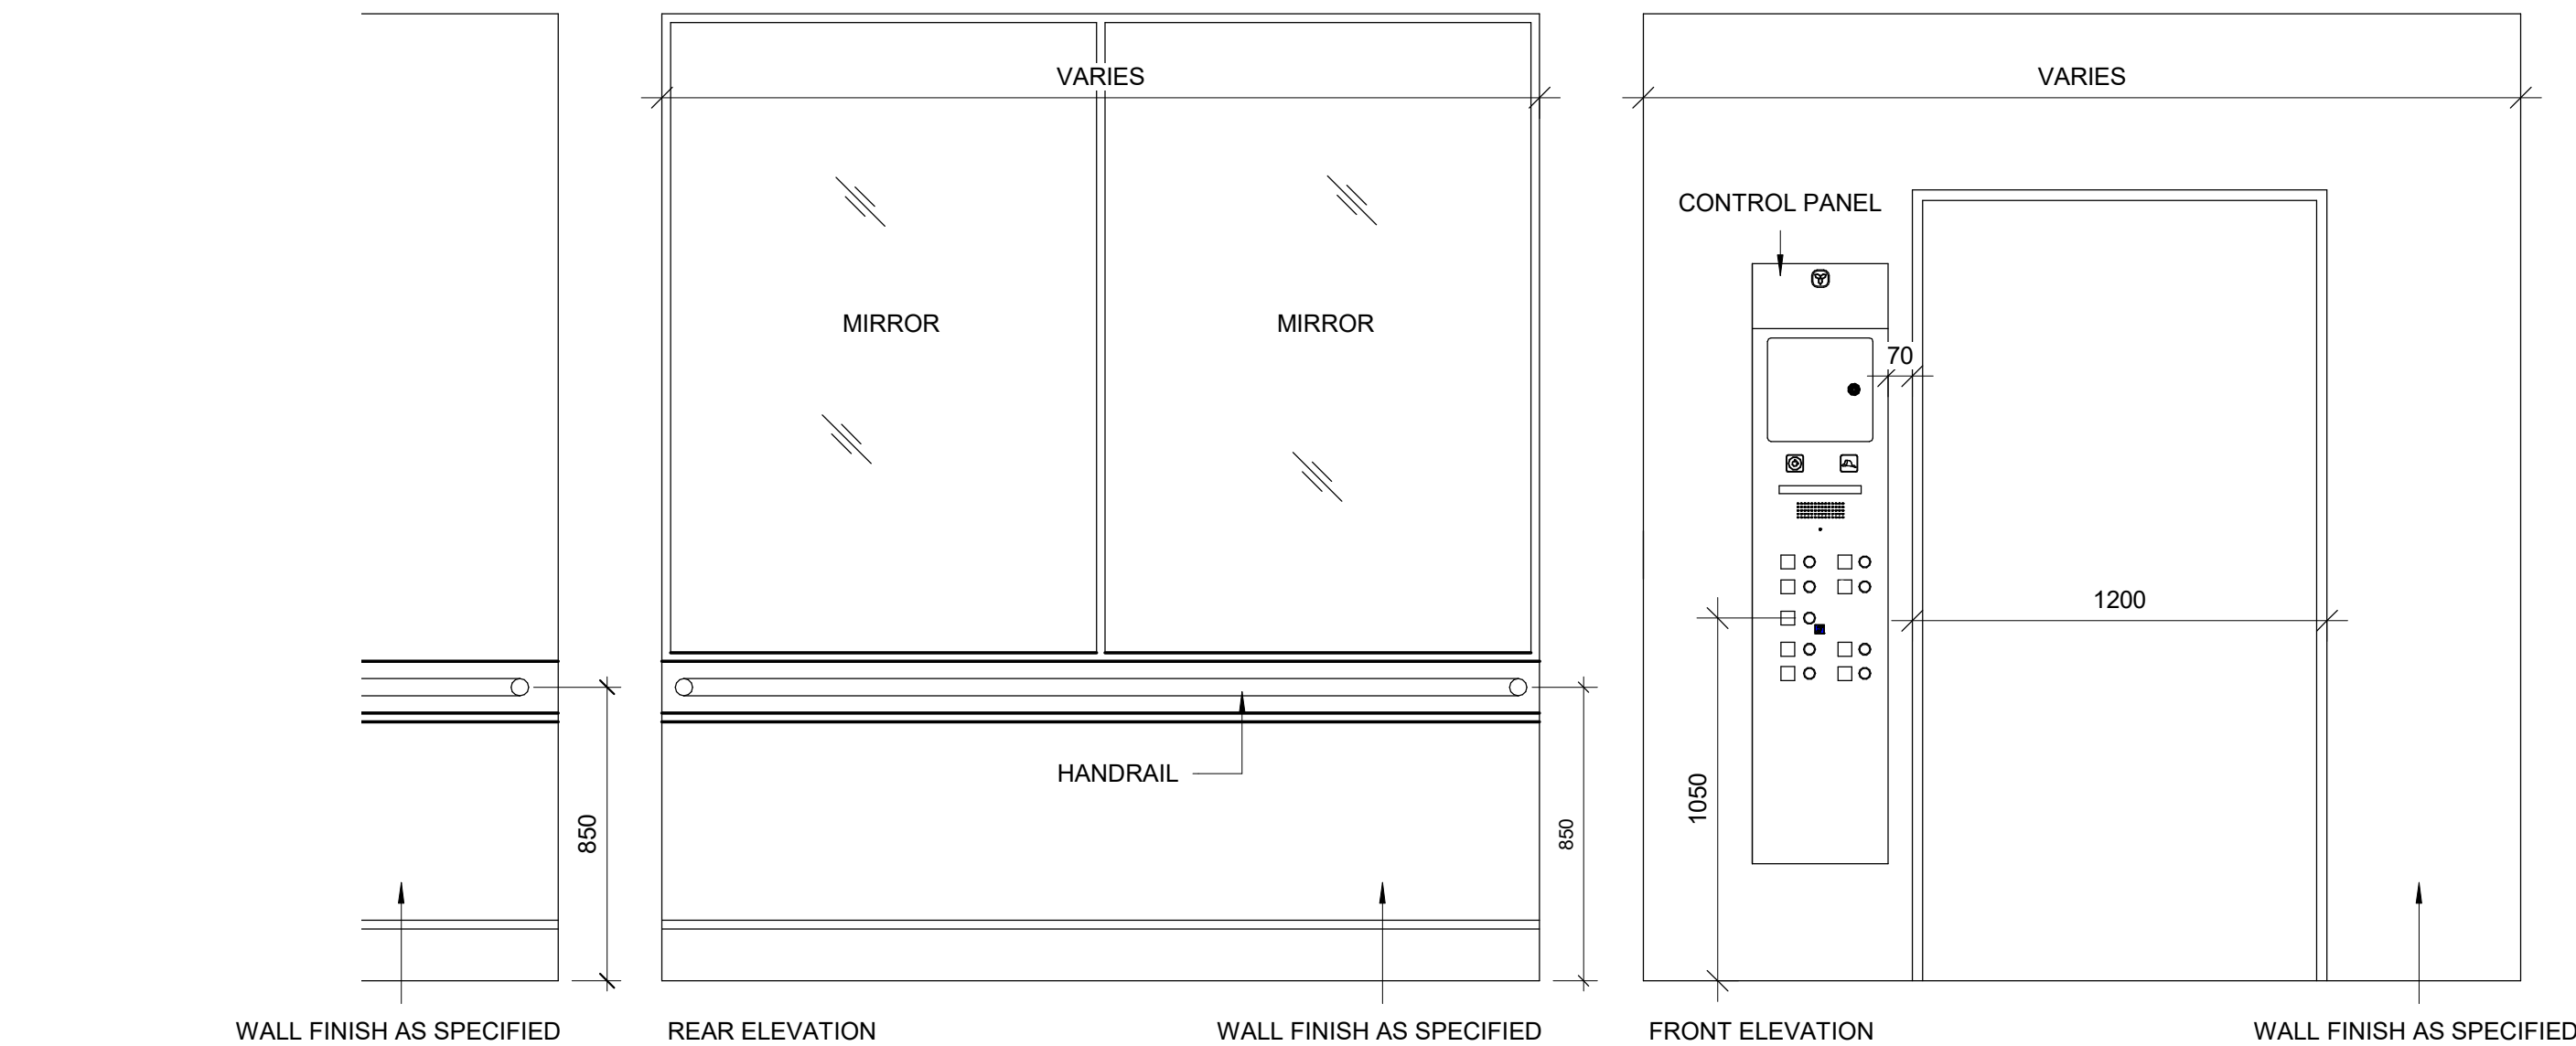 VARIES
VARIES
CONTROL PANEL
MIRROR
MIRROR
70
1200
HANDRAIL
1050
850
850
WALL FINISH AS SPECIFIED
REAR ELEVATION
WALL FINISH AS SPECIFIED
FRONT ELEVATION
WALL FINISH AS SPECIFIED